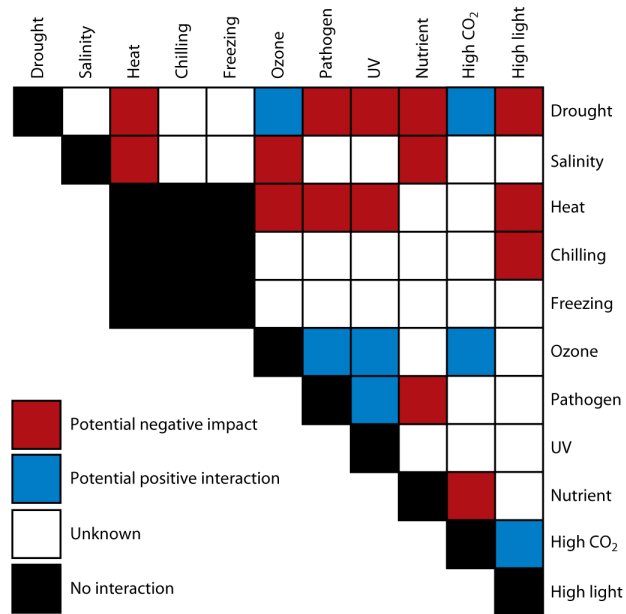 Drought
Salinity
Heat
Chilling
Freezing
Ozone
Pathogen
UV
Nutrient
High CO₂
High light
Drought
Salinity
Heat
Chilling
Freezing
Ozone
Pathogen
UV
Nutrient
High CO₂
High light
Potential negative impact
Potential positive interaction
Unknown
No interaction